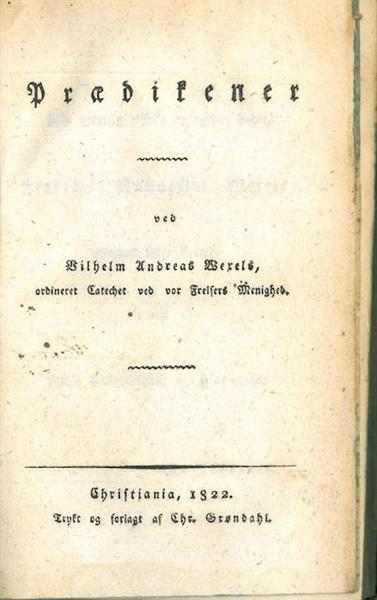 Prædikener
ved
Vilhelm Andreas Wexels,
ordineret Catechet ved vor Frelsers Menighed.
Christiania, 1822.
Trykt og forlagt af Chr. Grøndahl.